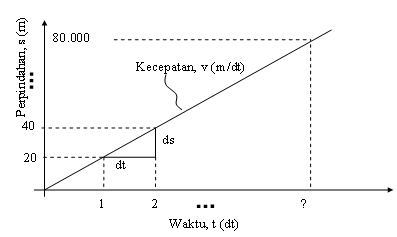 Perpindahan, s (m)
80.000
...
Kecepatan, v (m/dt)
40
ds
20
dt
1
2
...
?
Waktu, t (dt)